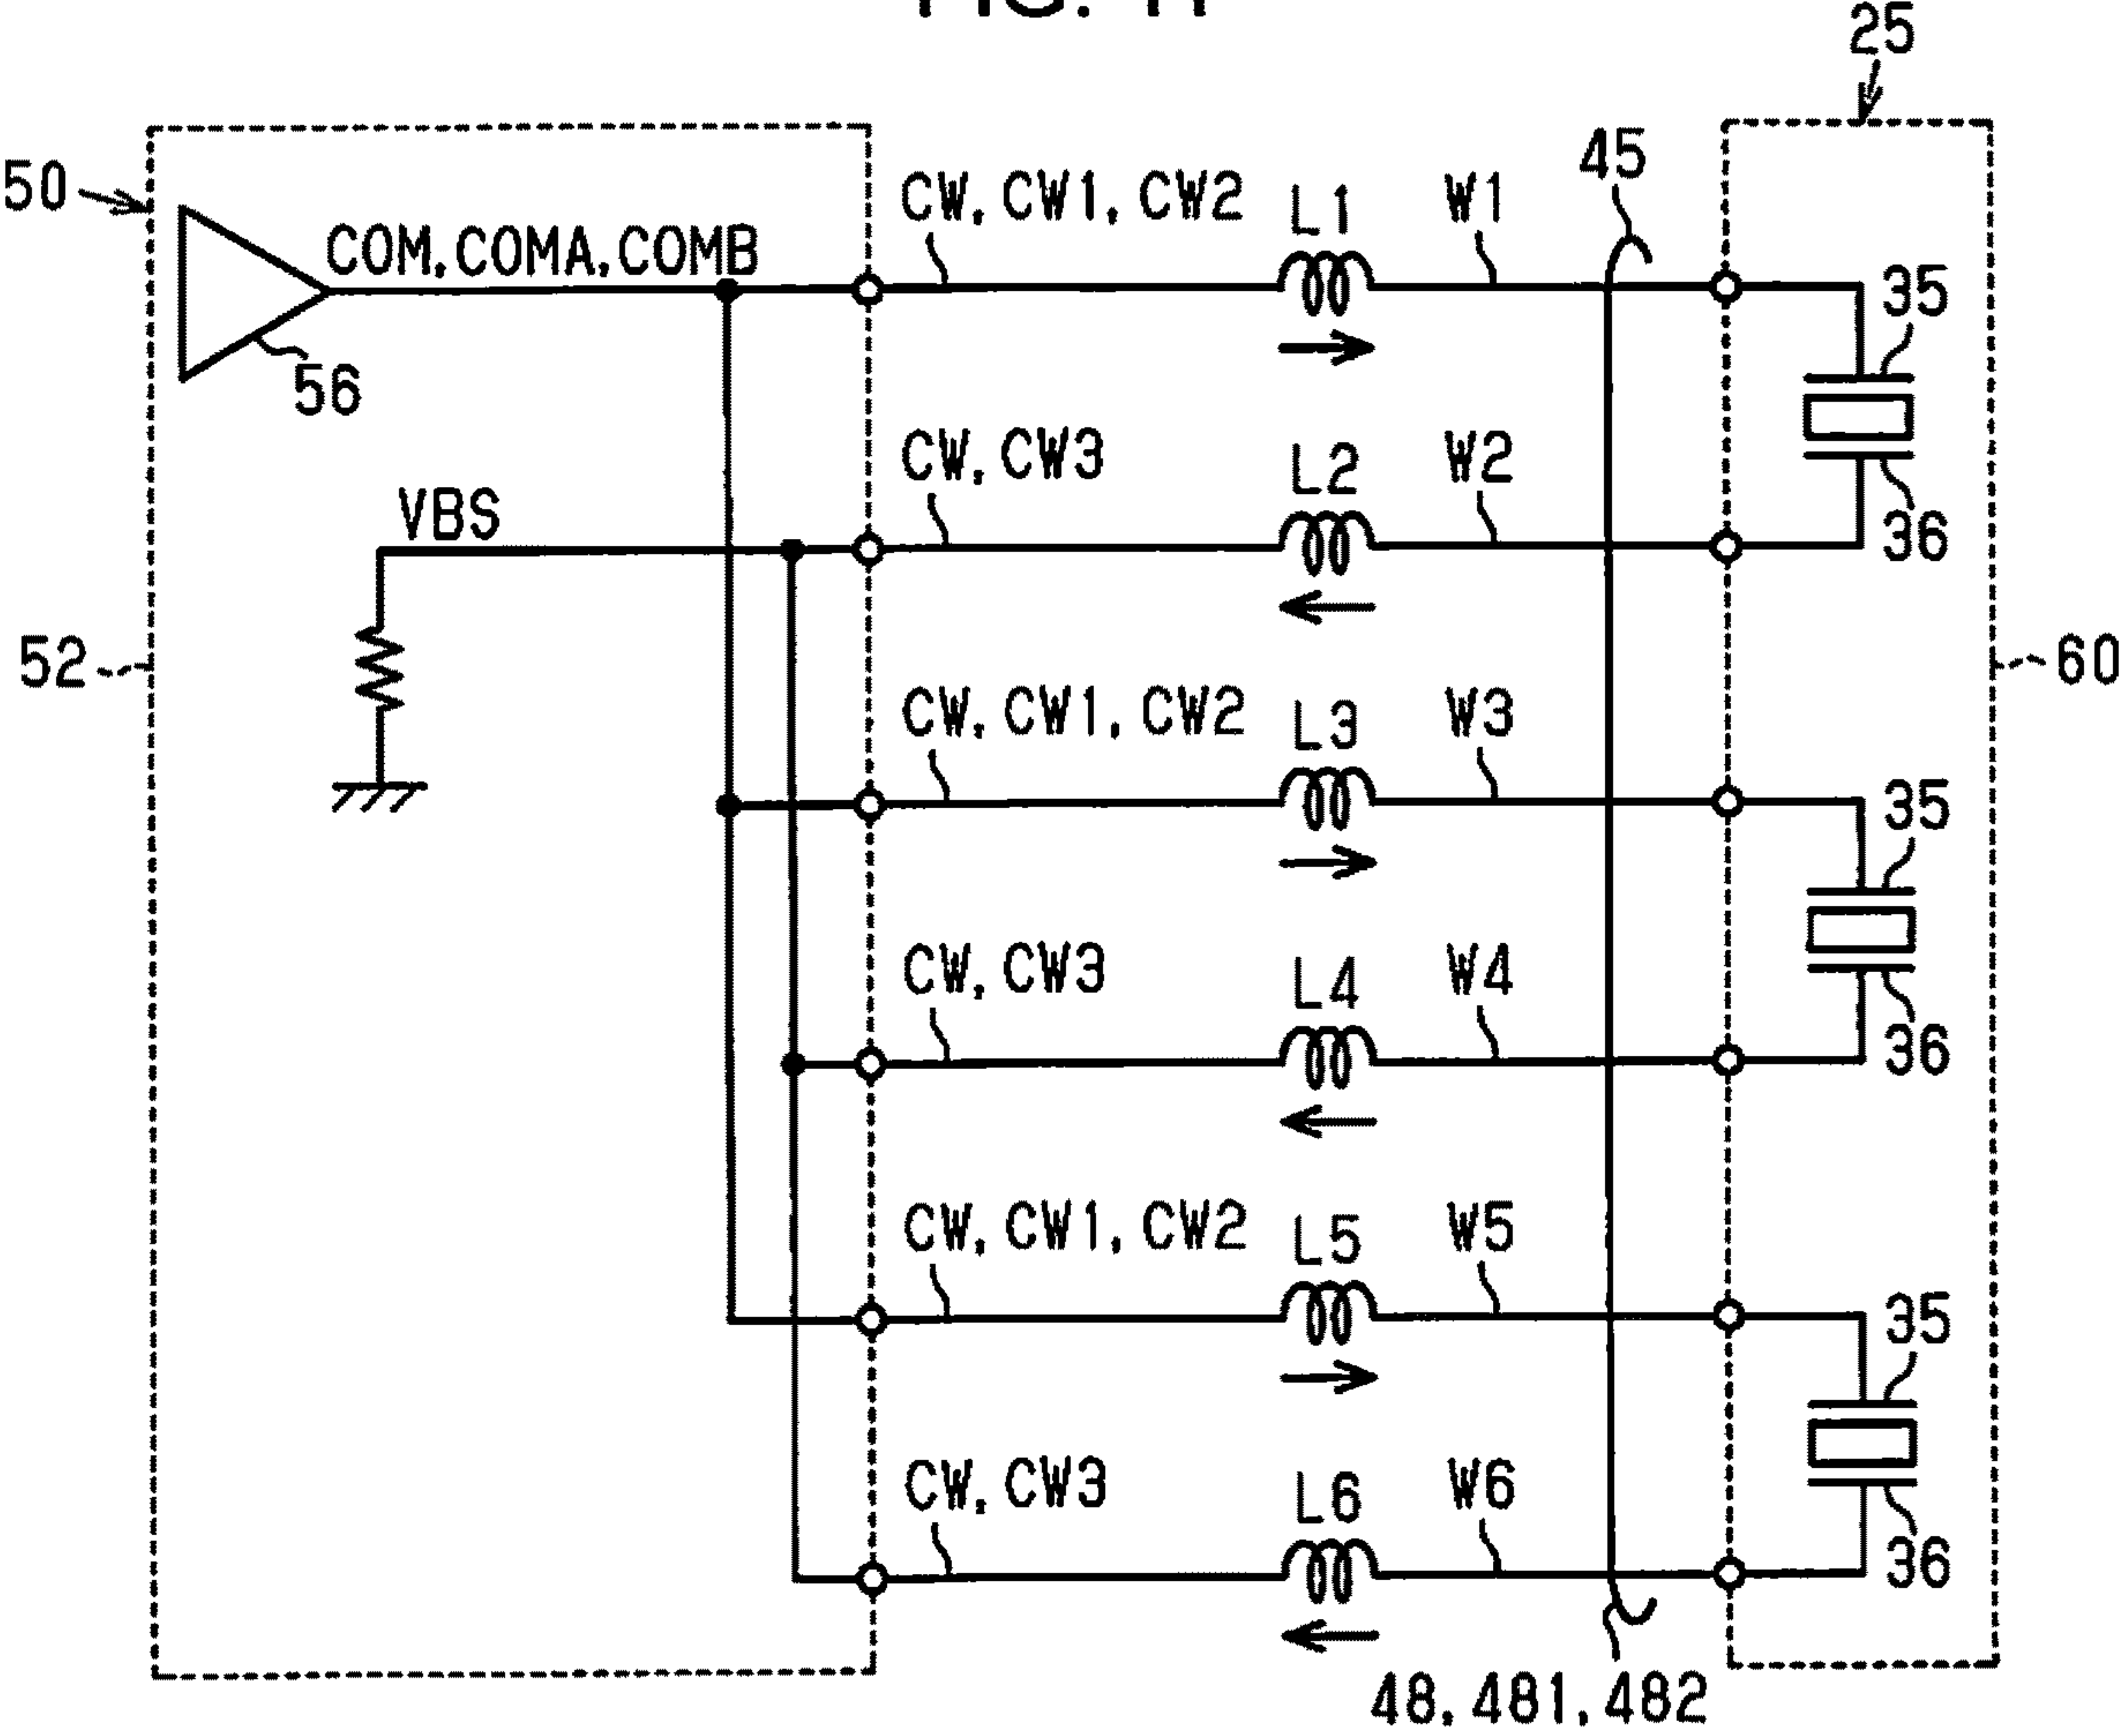 25
50
COM,COMA,COMB
56
CW,CW1,CW2
L1
W1
45
35
VBS
CW,CW3
L2
W2
36
52
60
CW,CW1,CW2
L3
W3
35
CW,CW3
L4
W4
36
CW,CW1,CW2
L5
W5
35
CW,CW3
L6
W6
36
48,481,482